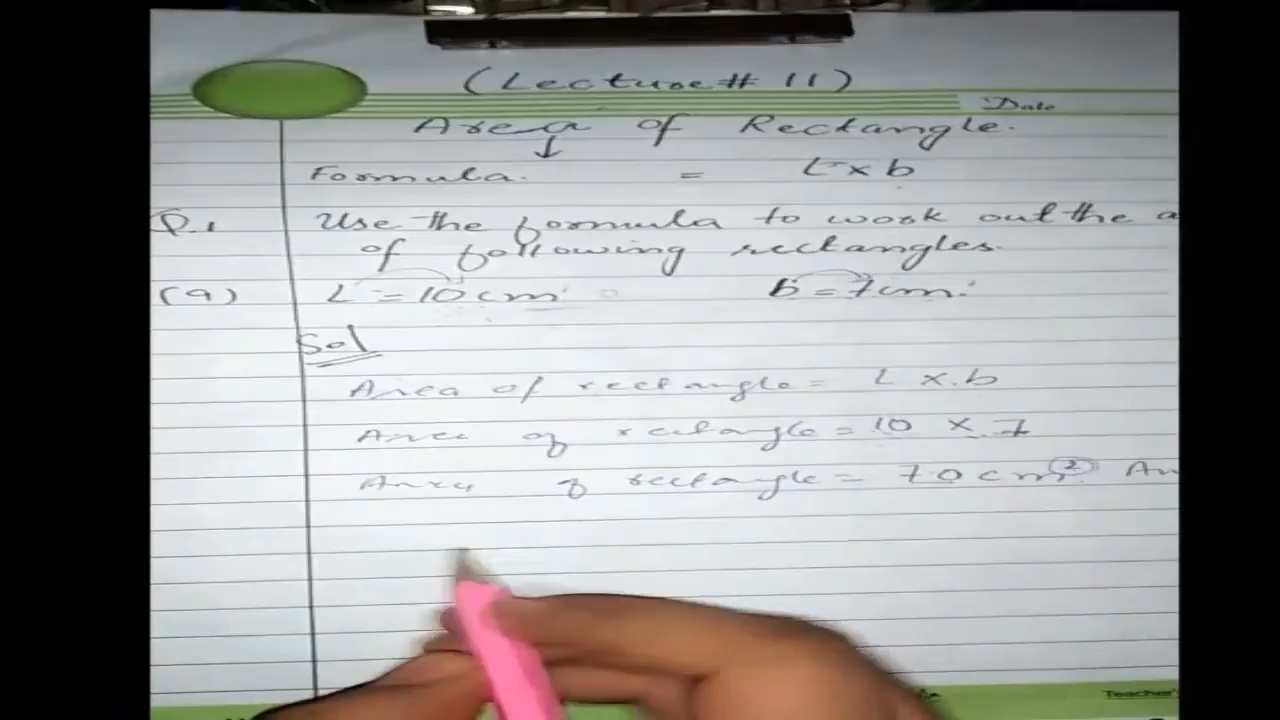 (Lecture # 11)
Date
Area of Rectangle.
Formula. = L x b
Q.1 Use the formula to work out the a
of following rectangles.
(a) L = 10cm b = 7cm
Sol
Area of rectangle = L x b
Area of rectangle = 10 x 7
Area of rectangle = 70cm² An
Teacher's